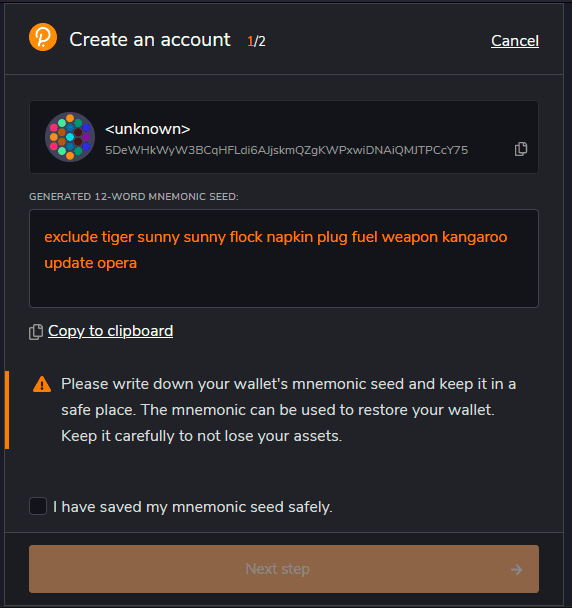 Create an account 1/2
Cancel
<unknown>
5DeWHkWyW3BCqHFLdi6AJjskmQZgKWPxwiDNAiQMJTPCcY75
GENERATED 12-WORD MNEMONIC SEED:
exclude tiger sunny sunny flock napkin plug fuel weapon kangaroo
update opera
Copy to clipboard
Please write down your wallet's mnemonic seed and keep it in a
safe place. The mnemonic can be used to restore your wallet.
Keep it carefully to not lose your assets.
I have saved my mnemonic seed safely.
Next step